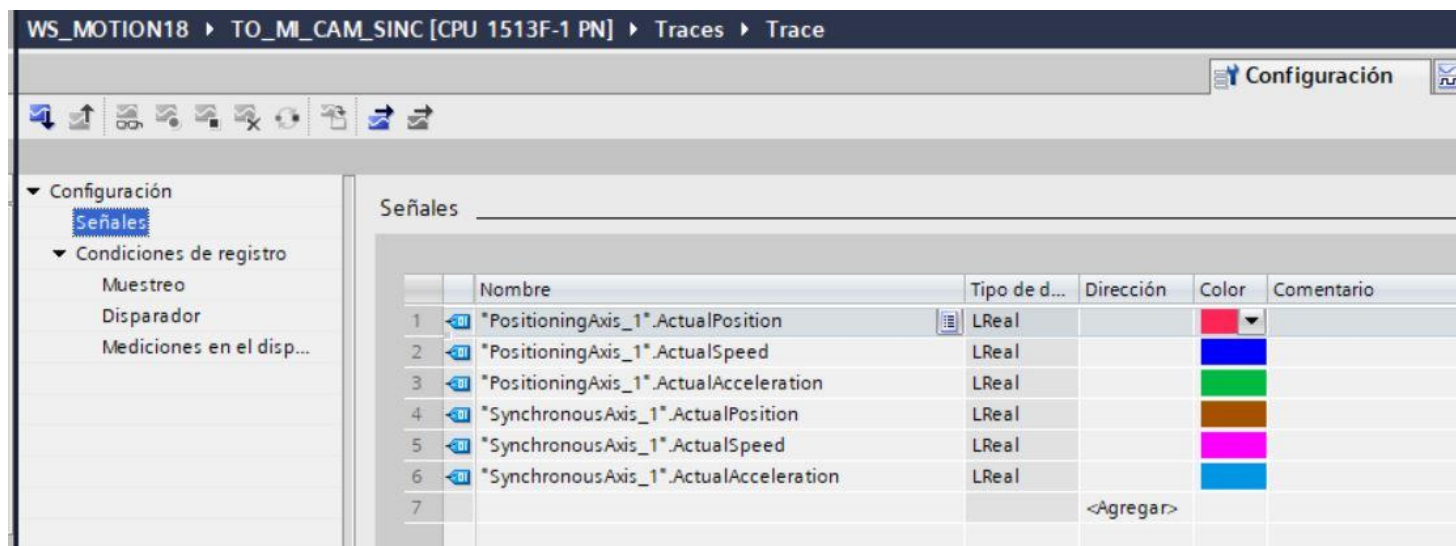 WS_MOTION18 ▸ TO_MI_CAM_SINC [CPU 1513F-1 PN] ▸ Traces ▸ Trace
Configuración
Configuración
Señales
Condiciones de registro
Muestreo
Disparador
Mediciones en el disp...
Señales
Nombre Tipo de d... Dirección Color Comentario
1 "PositioningAxis_1".ActualPosition LReal
2 "PositioningAxis_1".ActualSpeed LReal
3 "PositioningAxis_1".ActualAcceleration LReal
4 "SynchronousAxis_1".ActualPosition LReal
5 "SynchronousAxis_1".ActualSpeed LReal
6 "SynchronousAxis_1".ActualAcceleration LReal
7 <Agregar>